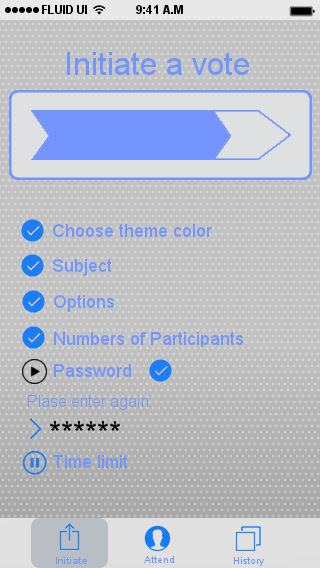 FLUID UI 9:41 A.M
Initiate a vote
Choose theme color
Subject
Options
Numbers of Participants
Password
Plase enter again:
******
Time limit
Initiate Attend History